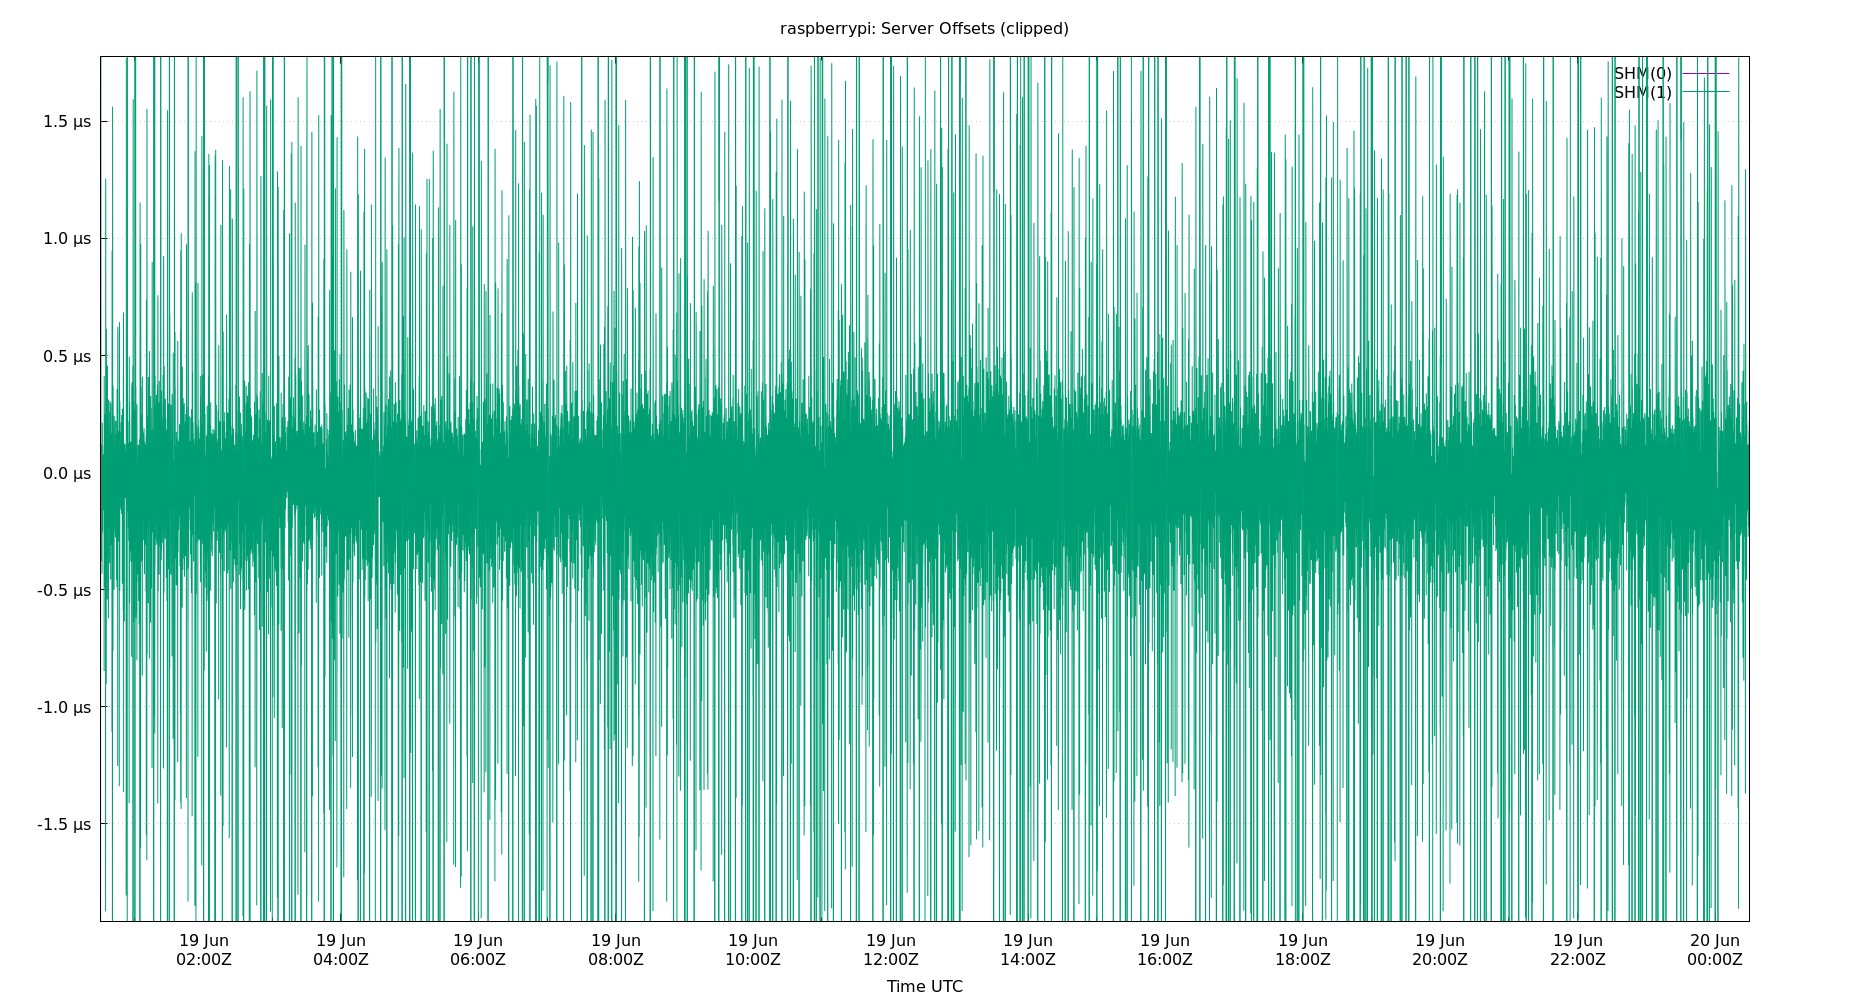 raspberrypi: Server Offsets (clipped)
SHM(0)
SHM(1)
1.5 µs
1.0 µs
0.5 µs
0.0 µs
-0.5 µs
-1.0 µs
-1.5 µs
19 Jun 19 Jun 19 Jun 19 Jun 19 Jun 19 Jun 19 Jun 19 Jun 19 Jun 19 Jun 19 Jun 20 Jun
02:00Z 04:00Z 06:00Z 08:00Z 10:00Z 12:00Z 14:00Z 16:00Z 18:00Z 20:00Z 22:00Z 00:00Z
Time UTC